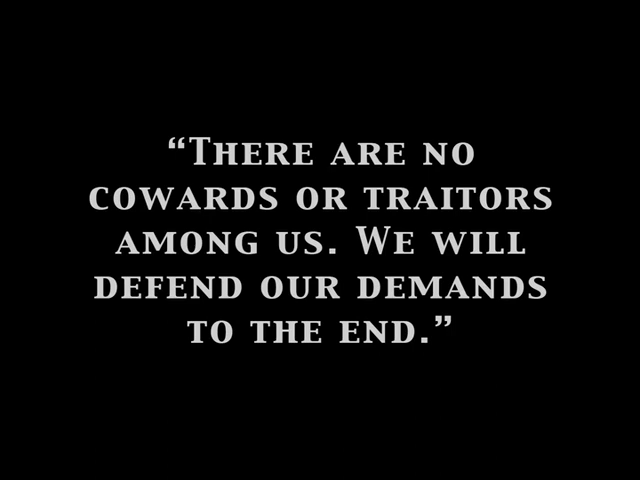 “There are no
cowards or traitors
among us. We will
defend our demands
to the end.”